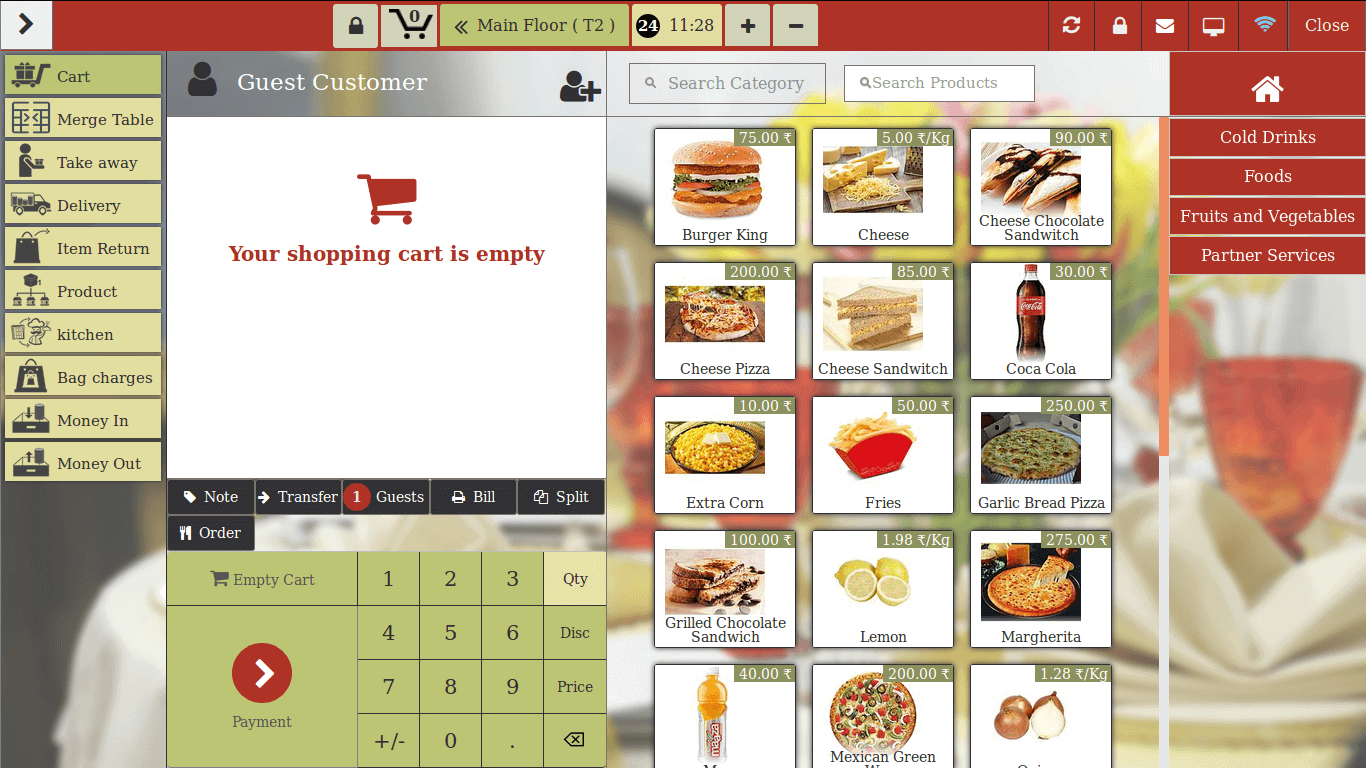 0
Main Floor ( T2 )
24 11:28
Close
Cart
Merge Table
Take away
Delivery
Item Return
Product
kitchen
Bag charges
Money In
Money Out
Guest Customer
Your shopping cart is empty
Note
Transfer
1 Guests
Bill
Split
Order
Empty Cart
1 2 3 Qty
4 5 6 Disc
7 8 9 Price
+/- 0 .
Payment
Search Category
Search Products
75.00 ₹
Burger King
5.00 ₹/Kg
Cheese
90.00 ₹
Cheese Chocolate
Sandwitch
200.00 ₹
Cheese Pizza
85.00 ₹
Cheese Sandwitch
30.00 ₹
Coca Cola
Coca-Cola
10.00 ₹
Extra Corn
50.00 ₹
Fries
250.00 ₹
Garlic Bread Pizza
100.00 ₹
Grilled Chocolate
Sandwich
1.98 ₹/Kg
Lemon
275.00 ₹
Margherita
40.00 ₹
maaza
200.00 ₹
Mexican Green
1.28 ₹/Kg
Cold Drinks
Foods
Fruits and Vegetables
Partner Services